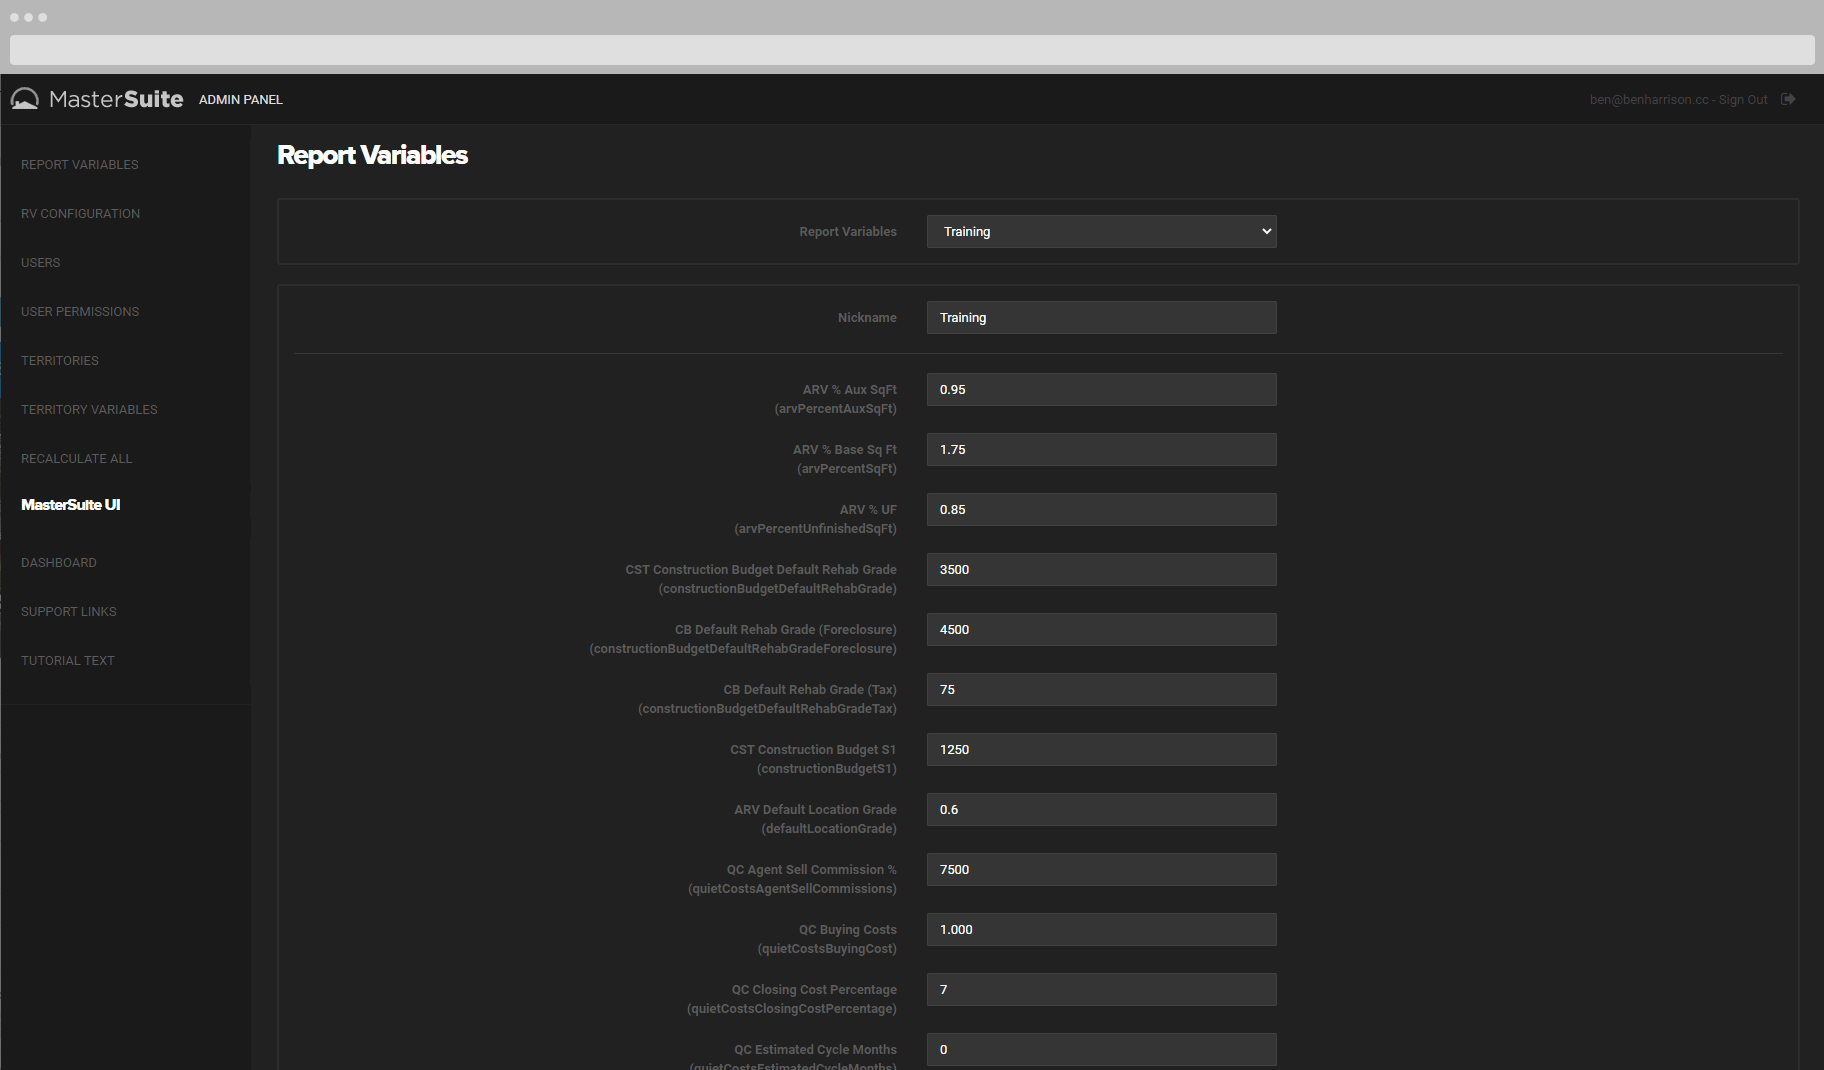 MasterSuite ADMIN PANEL
ben@benharrison.cc - Sign Out
REPORT VARIABLES
RV CONFIGURATION
USERS
USER PERMISSIONS
TERRITORIES
TERRITORY VARIABLES
RECALCULATE ALL
MasterSuite UI
DASHBOARD
SUPPORT LINKS
TUTORIAL TEXT
Report Variables
Report Variables Training
Nickname Training
ARV % Aux SqFt 0.95
(arvPercentAuxSqFt)
ARV % Base Sq Ft 1.75
(arvPercentSqFt)
ARV % UF 0.85
(arvPercentUnfinishedSqFt)
CST Construction Budget Default Rehab Grade 3500
(constructionBudgetDefaultRehabGrade)
CB Default Rehab Grade (Foreclosure) 4500
(constructionBudgetDefaultRehabGradeForeclosure)
CB Default Rehab Grade (Tax) 75
(constructionBudgetDefaultRehabGradeTax)
CST Construction Budget S1 1250
(constructionBudgetS1)
ARV Default Location Grade 0.6
(defaultLocationGrade)
QC Agent Sell Commission % 7500
(quietCostsAgentSellCommissions)
QC Buying Costs 1.000
(quietCostsBuyingCost)
QC Closing Cost Percentage 7
(quietCostsClosingCostPercentage)
QC Estimated Cycle Months 0
(quietCostsEstimatedCycleMonths)